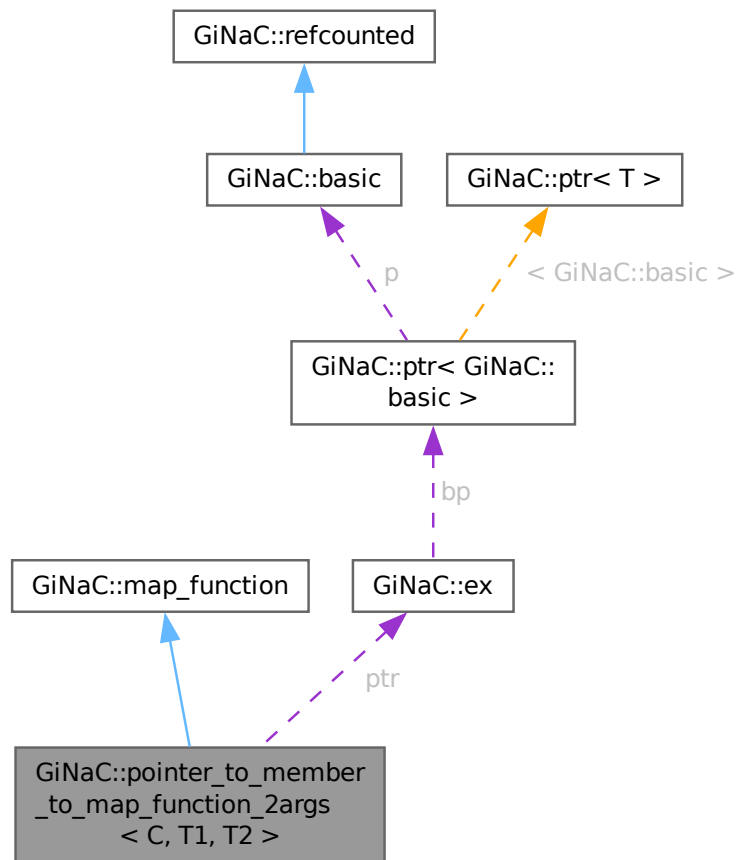 GiNaC::refcounted
GiNaC::basic
GiNaC::ptr< T >
p
< GiNaC::basic >
GiNaC::ptr< GiNaC::
basic >
bp
GiNaC::map_function
GiNaC::ex
ptr
GiNaC::pointer_to_member
_to_map_function_2args
< C, T1, T2 >